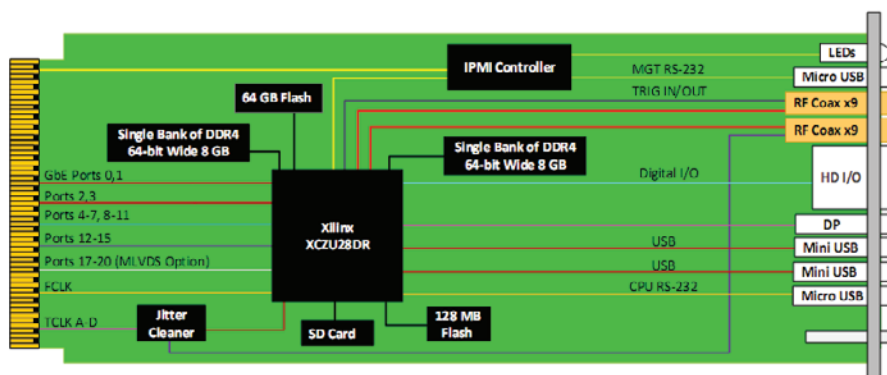 LEDs
IPMI Controller
MGT RS-232
Micro USB
64 GB Flash
TRIG IN/OUT
RF Coax x9
RF Coax x9
Single Bank of DDR4
64-bit Wide 8 GB
Single Bank of DDR4
64-bit Wide 8 GB
GbE Ports 0,1
Digital I/O
HD I/O
Ports 2,3
Ports 4-7, 8-11
Xilinx
XCZU28DR
DP
Ports 12-15
USB
Mini USB
Ports 17-20 (MLVDS Option)
USB
Mini USB
FCLK
CPU RS-232
Micro USB
TCLK A-D
Jitter
Cleaner
SD Card
128 MB
Flash